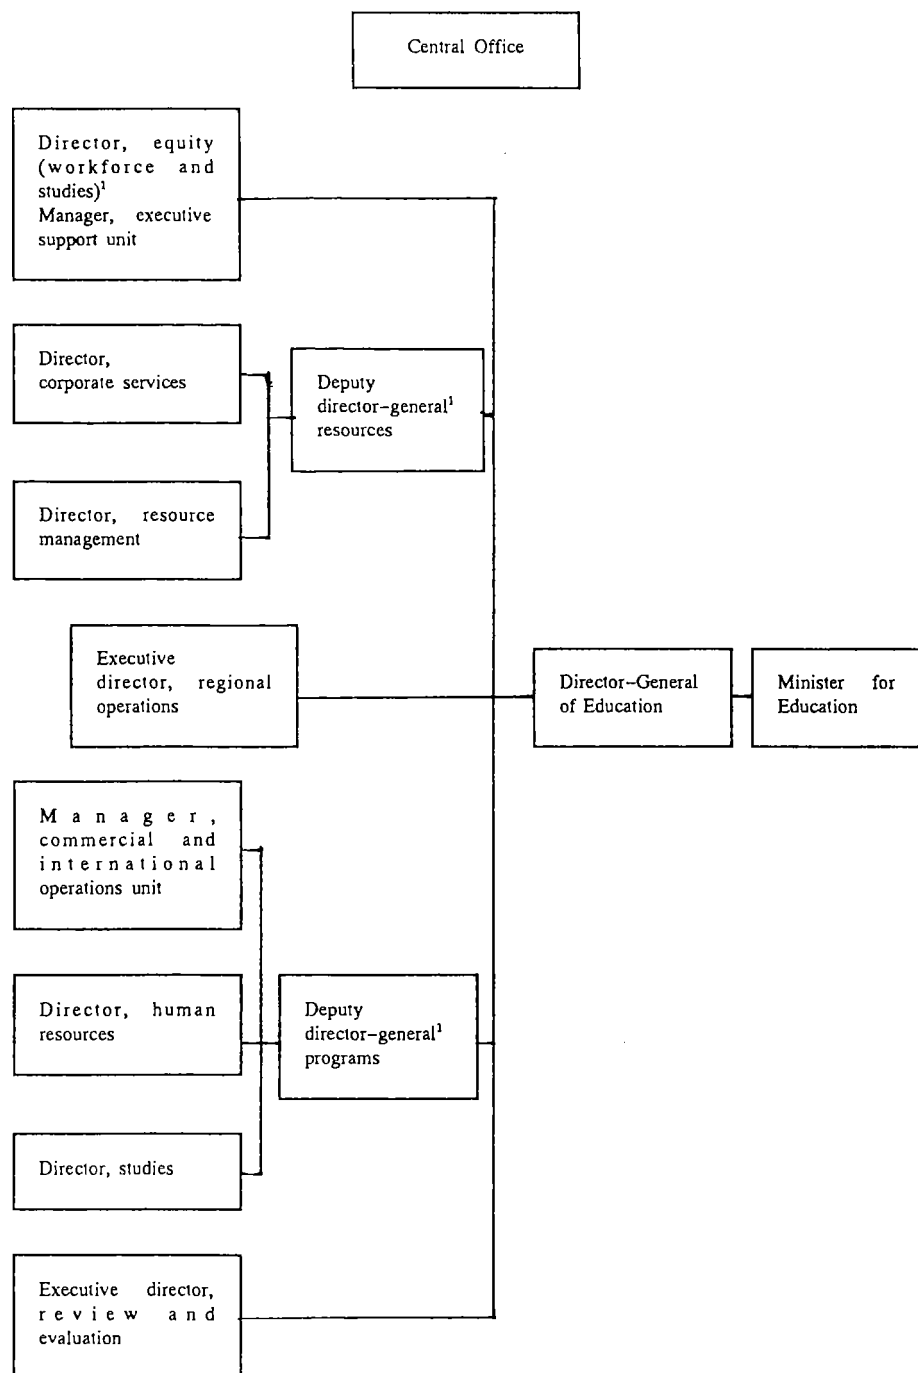 Central Office
Director, equity
(workforce and
studies)¹
Manager, executive
support unit
Director,
corporate services
Deputy
director-general¹
resources
Director, resource
management
Executive
director, regional
operations
Director-General
of Education
Minister for
Education
Manager,
commercial and
international
operations unit
Director, human
resources
Deputy
director-general¹
programs
Director, studies
Executive director,
review and
evaluation